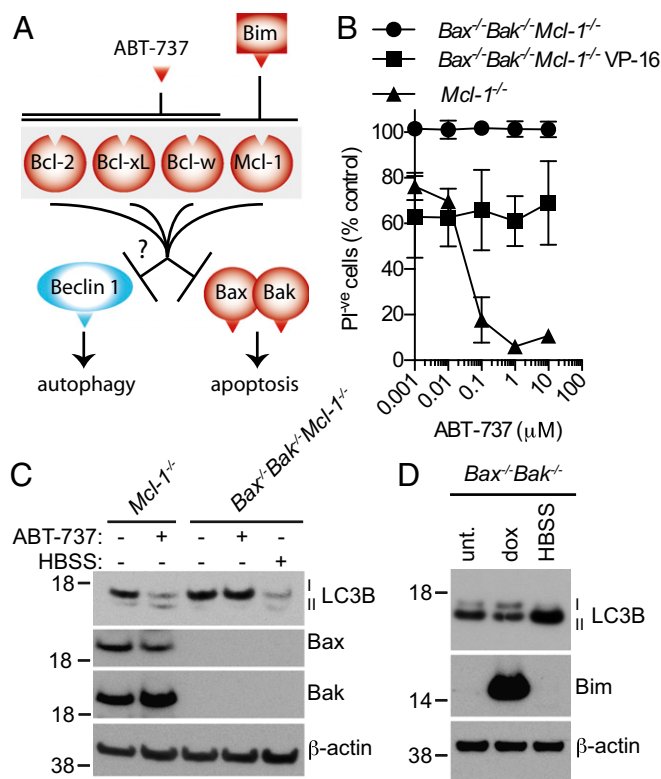 A
ABT-737
Bim
Bcl-2 Bcl-xL Bcl-w Mcl-1
?
Beclin 1
Bax Bak
autophagy
apoptosis
B
Bax⁻/⁻Bak⁻/⁻Mcl-1⁻/⁻
Bax⁻/⁻Bak⁻/⁻Mcl-1⁻/⁻ VP-16
Mcl-1⁻/⁻
PI⁻ᵛᵉ cells (% control)
100
80
60
40
20
0
0.001 0.01 0.1 1 10 100
ABT-737 (μM)
C
Mcl-1⁻/⁻ Bax⁻/⁻Bak⁻/⁻Mcl-1⁻/⁻
ABT-737: - + - + -
HBSS: - - - - +
18
I
II
LC3B
18
Bax
18
Bak
38
β-actin
D
Bax⁻/⁻Bak⁻/⁻
unt. dox HBSS
18
I
II
LC3B
14
Bim
38
β-actin